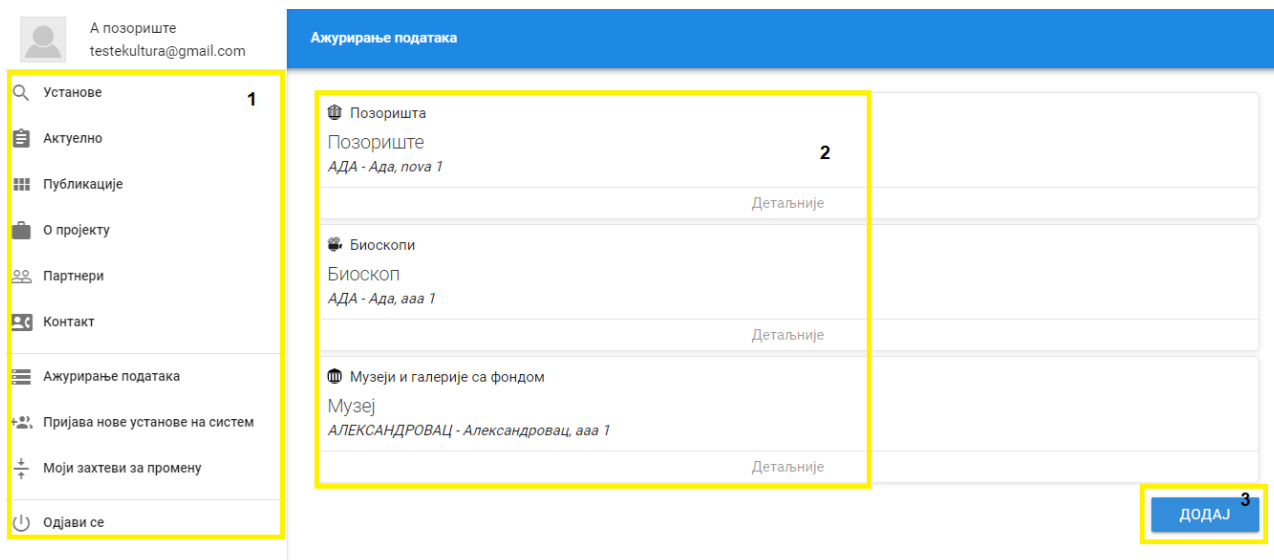 А позориште
testekultura@gmail.com
Установе
1
Актуелно
Публикације
О пројекту
Партнери
Контакт
Ажурирање података
Пријава нове установе на систем
Моји захтеви за промену
Одјави се
Ажурирање података
Позоришта
Позориште
2
АДА - Ада, nova 1
Детаљније
Биоскопи
Биоскоп
АДА - Ада, ааа 1
Детаљније
Музеји и галерије са фондом
Музеј
АЛЕКСАНДРОВАЦ - Александровац, ааа 1
Детаљније
3
ДОДАЈ